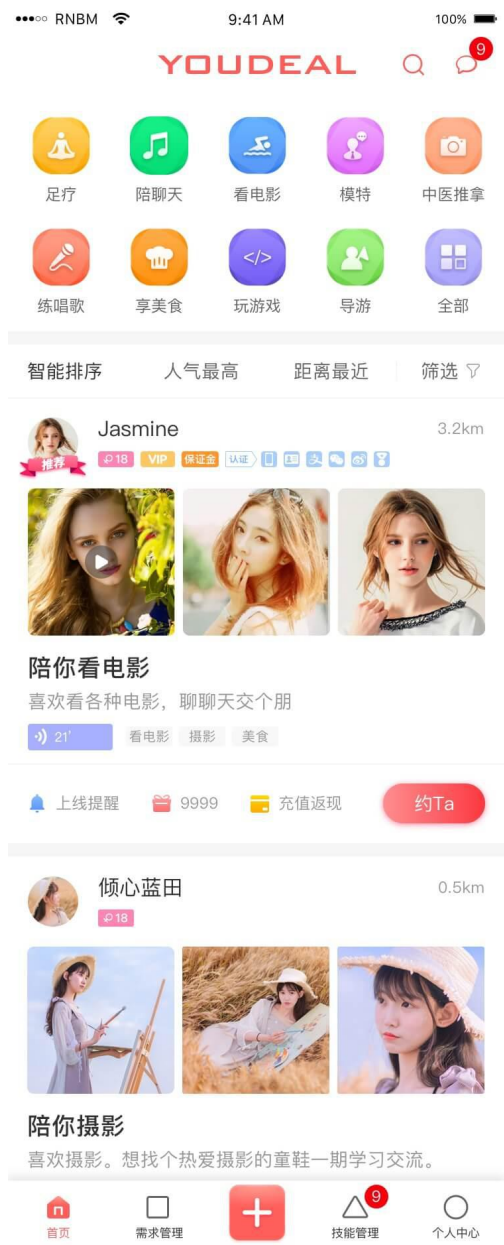 RNBM 9:41 AM 100%
YOUDEAL 9
足疗 陪聊天 看电影 模特 中医推拿
练唱歌 享美食 </> 玩游戏 导游 全部
智能排序 人气最高 距离最近 筛选
Jasmine 3.2km
推荐 18 VIP 保证金 认证 支
陪你看电影
喜欢看各种电影，聊聊天交个朋
21' 看电影 摄影 美食
上线提醒 9999 充值返现 约Ta
倾心蓝田 0.5km
18
陪你摄影
喜欢摄影。想找个热爱摄影的童鞋一期学习交流。
9
首页 需求管理 技能管理 个人中心